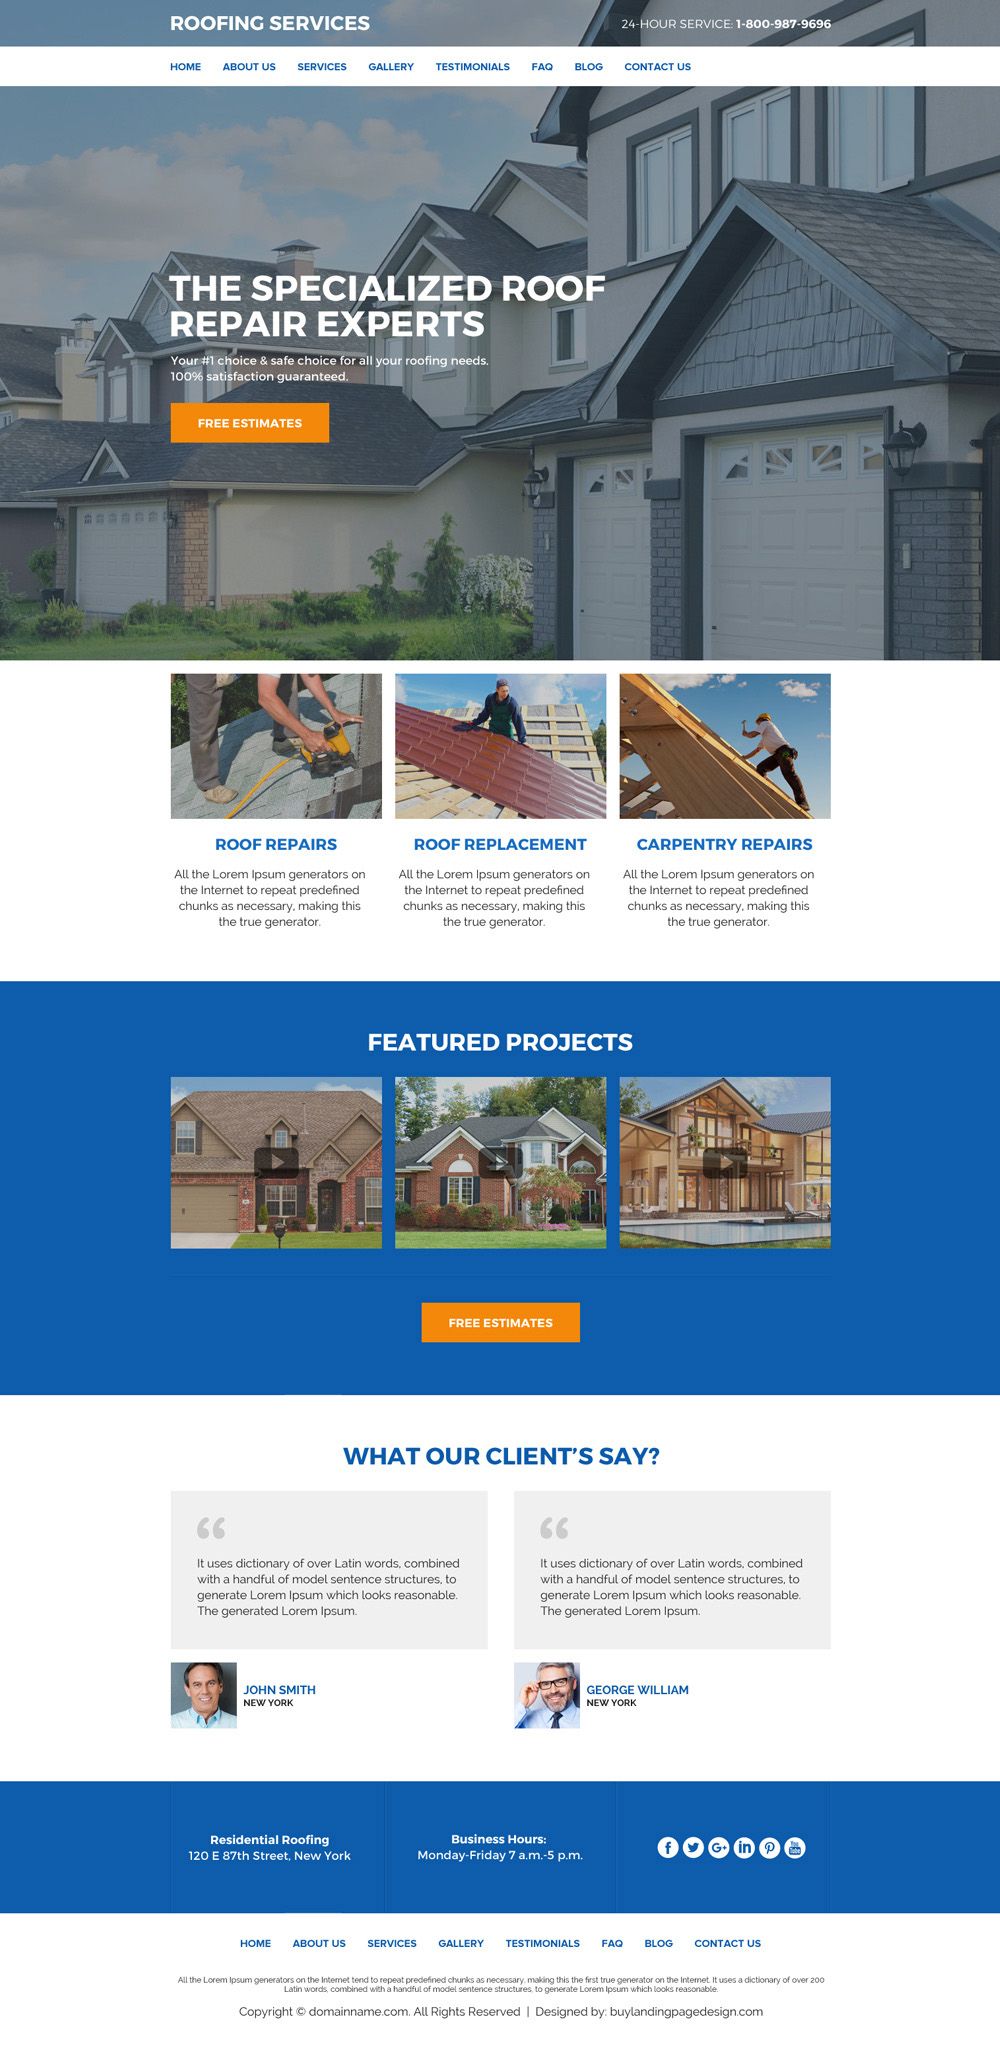 ROOFING SERVICES
24-HOUR SERVICE: 1-800-987-9696
HOME ABOUT US SERVICES GALLERY TESTIMONIALS FAQ BLOG CONTACT US
THE SPECIALIZED ROOF
REPAIR EXPERTS
Your #1 choice & safe choice for all your roofing needs.
100% satisfaction guaranteed.
FREE ESTIMATES
ROOF REPAIRS
All the Lorem Ipsum generators on
the Internet to repeat predefined
chunks as necessary, making this
the true generator.
ROOF REPLACEMENT
All the Lorem Ipsum generators on
the Internet to repeat predefined
chunks as necessary, making this
the true generator.
CARPENTRY REPAIRS
All the Lorem Ipsum generators on
the Internet to repeat predefined
chunks as necessary, making this
the true generator.
FEATURED PROJECTS
FREE ESTIMATES
WHAT OUR CLIENT'S SAY?
It uses dictionary of over Latin words, combined
with a handful of model sentence structures, to
generate Lorem Ipsum which looks reasonable.
The generated Lorem Ipsum.
JOHN SMITH
NEW YORK
It uses dictionary of over Latin words, combined
with a handful of model sentence structures, to
generate Lorem Ipsum which looks reasonable.
The generated Lorem Ipsum.
GEORGE WILLIAM
NEW YORK
Residential Roofing
120 E 87th Street, New York
Business Hours:
Monday-Friday 7 a.m.-5 p.m.
You Tube
HOME ABOUT US SERVICES GALLERY TESTIMONIALS FAQ BLOG CONTACT US
All the Lorem Ipsum generators on the Internet tend to repeat predefined chunks as necessary, making this the first true generator on the Internet. It uses a dictionary of over 200
Latin words, combined with a handful of model sentence structures, to generate Lorem Ipsum which looks reasonable.
Copyright © domainname.com. All Rights Reserved | Designed by: buylandingpagedesign.com